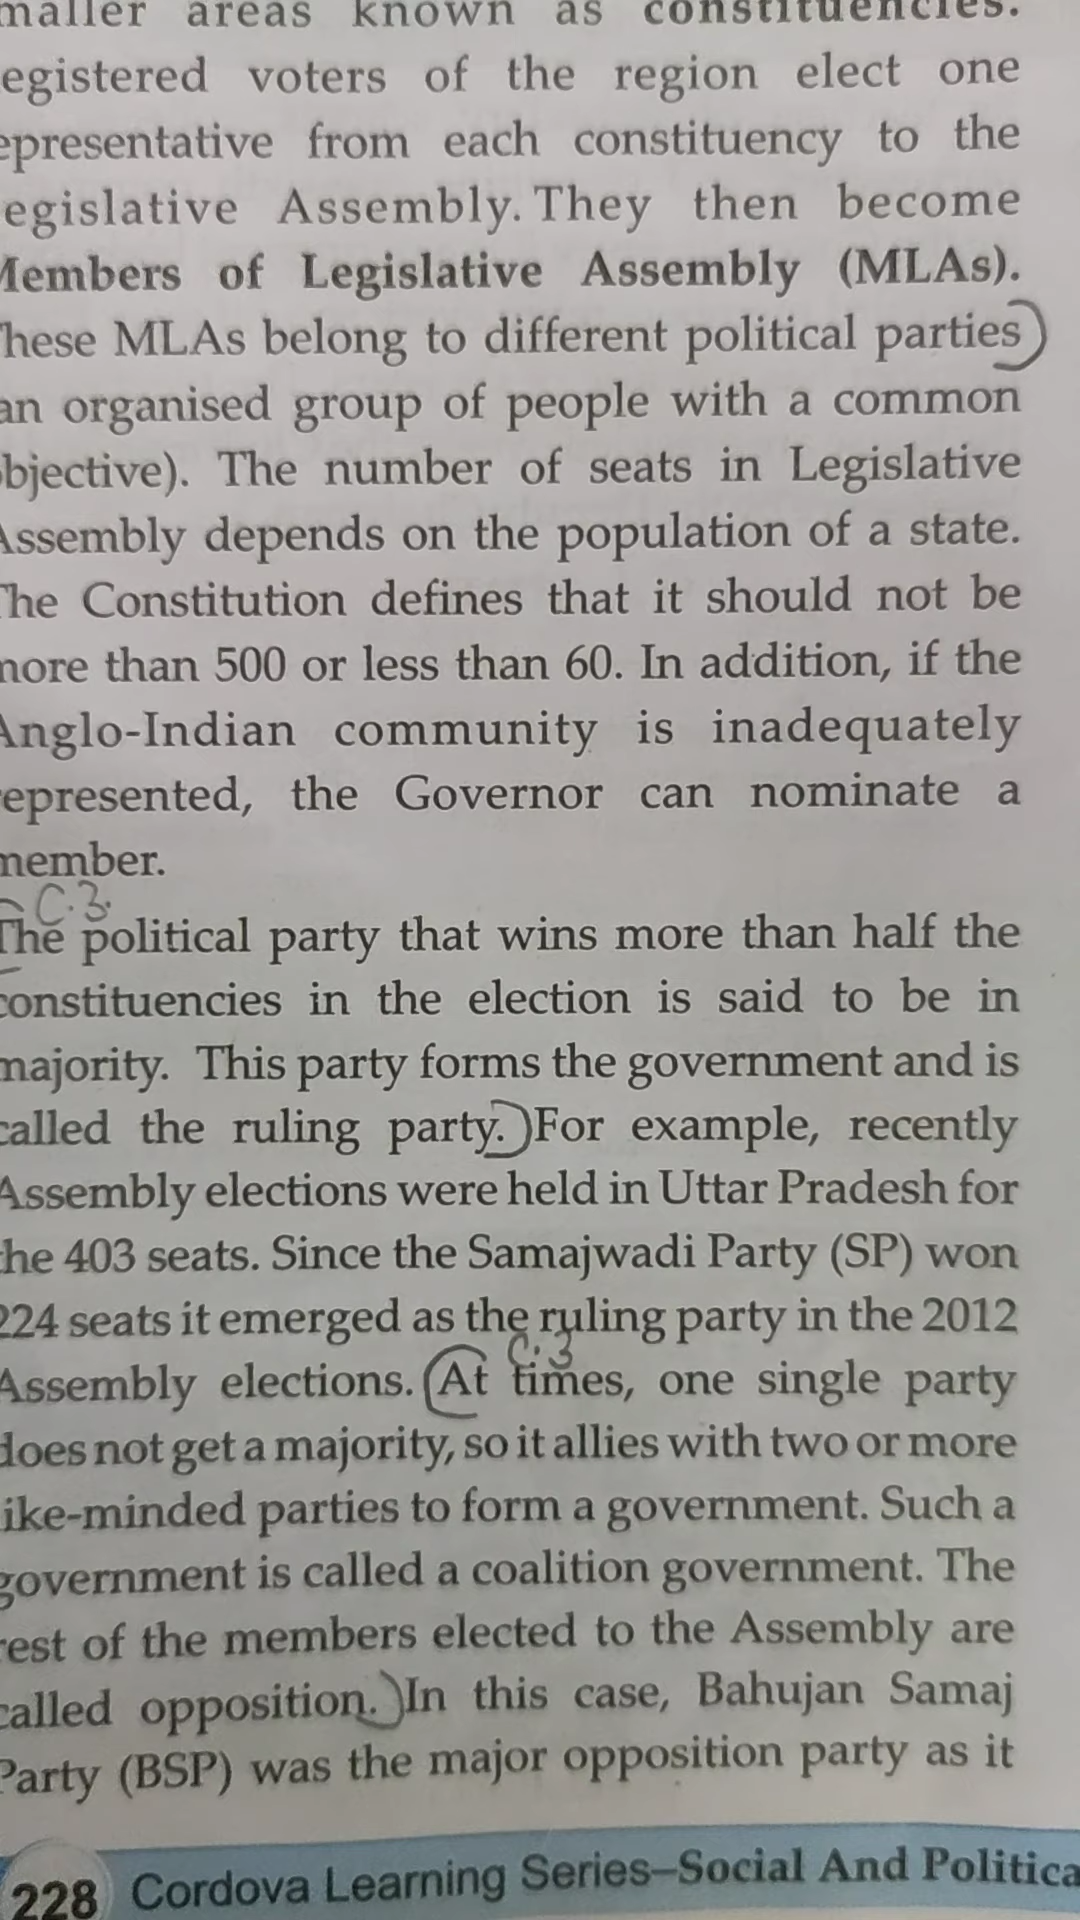 maller areas known as constituencies.
egistered voters of the region elect one
epresentative from each constituency to the
egislative Assembly. They then become
Members of Legislative Assembly (MLAs).
These MLAs belong to different political parties
an organised group of people with a common
objective). The number of seats in Legislative
Assembly depends on the population of a state.
The Constitution defines that it should not be
more than 500 or less than 60. In addition, if the
Anglo-Indian community is inadequately
represented, the Governor can nominate a
member.
C.3.
The political party that wins more than half the
constituencies in the election is said to be in
majority. This party forms the government and is
called the ruling party. For example, recently
Assembly elections were held in Uttar Pradesh for
the 403 seats. Since the Samajwadi Party (SP) won
224 seats it emerged as the ruling party in the 2012
C.3
Assembly elections. (At times, one single party
does not get a majority, so it allies with two or more
like-minded parties to form a government. Such a
government is called a coalition government. The
rest of the members elected to the Assembly are
called opposition.) In this case, Bahujan Samaj
Party (BSP) was the major opposition party as it
228 Cordova Learning Series–Social And Politica